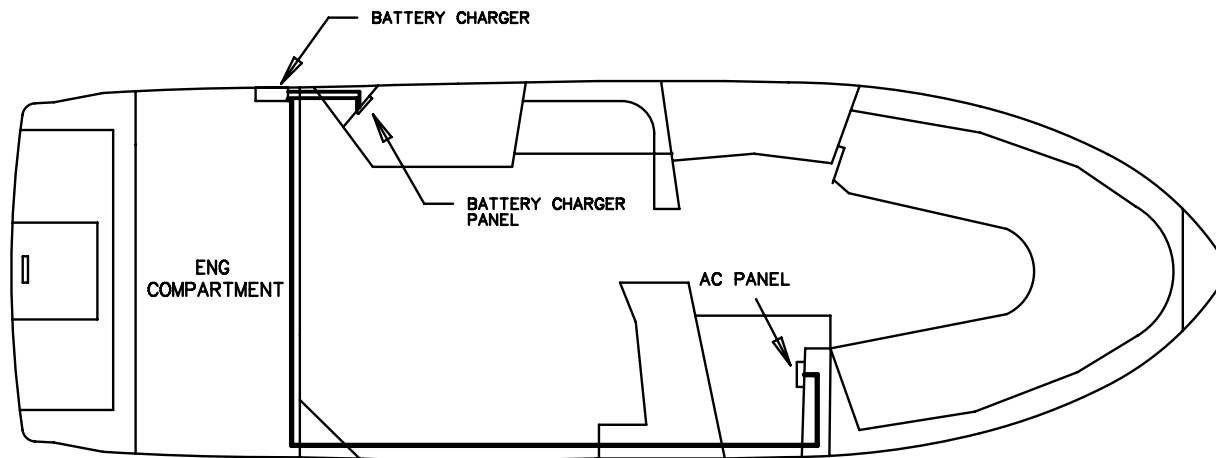 BATTERY CHARGER
BATTERY CHARGER
PANEL
ENG
COMPARTMENT
AC PANEL